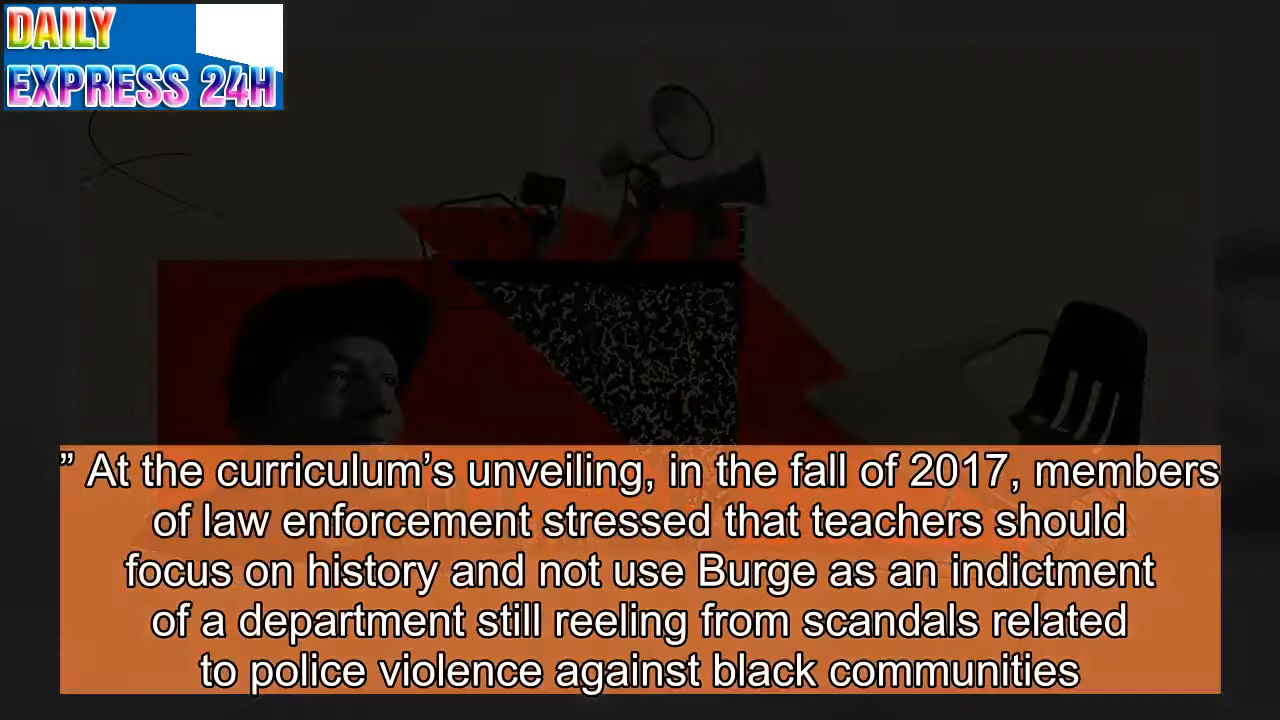 DAILY
EXPRESS 24H
” At the curriculum’s unveiling, in the fall of 2017, members
of law enforcement stressed that teachers should
focus on history and not use Burge as an indictment
of a department still reeling from scandals related
to police violence against black communities